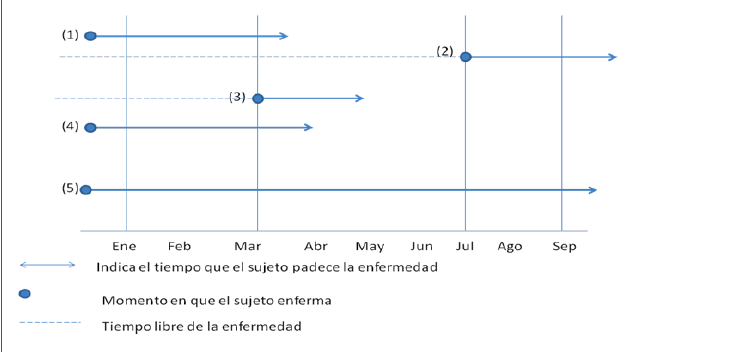 (1)
(2)
(3)
(4)
(5)
Ene Feb Mar Abr May Jun Jul Ago Sep
Indica el tiempo que el sujeto padece la enfermedad
Momento en que el sujeto enferma
Tiempo libre de la enfermedad